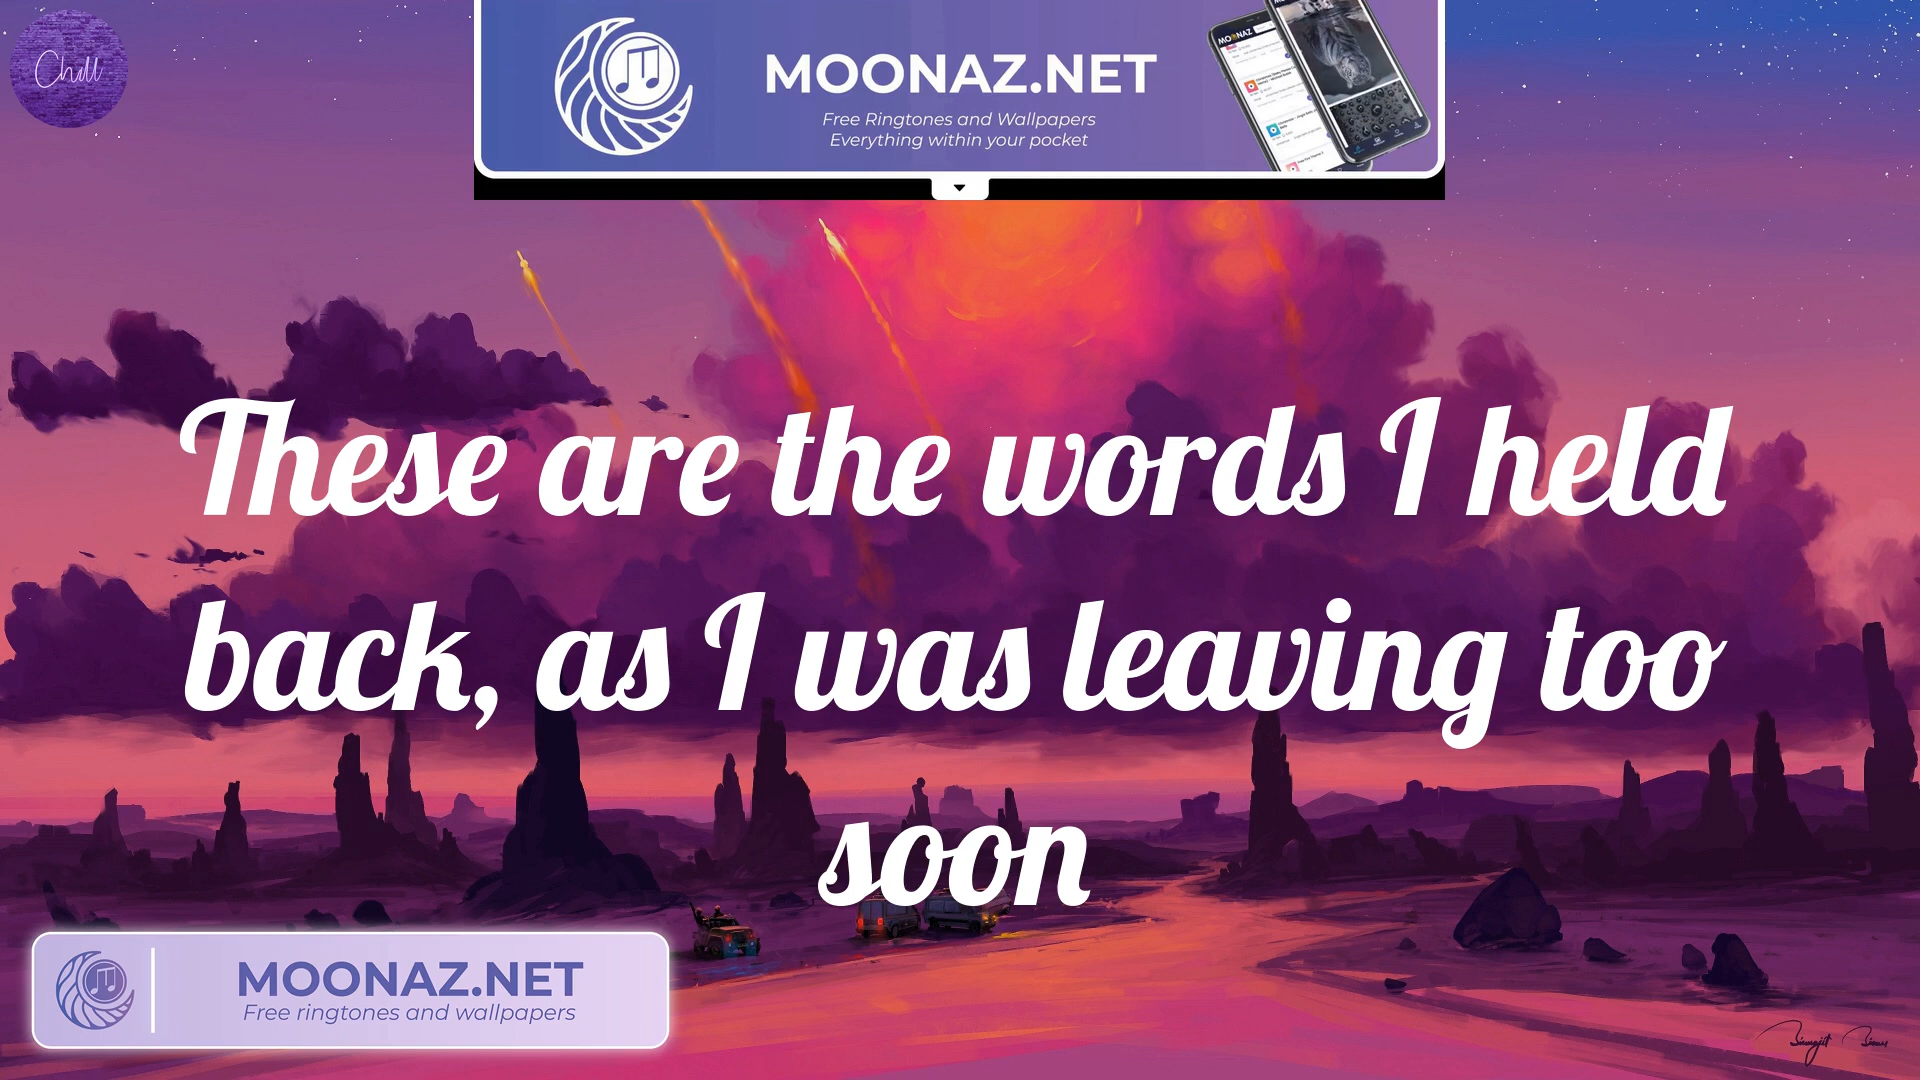 Chill
MOONAZ.NET
Free Ringtones and Wallpapers
Everything within your pocket
MOONAZ
These are the words I held
back, as I was leaving too
soon
MOONAZ.NET
Free ringtones and wallpapers